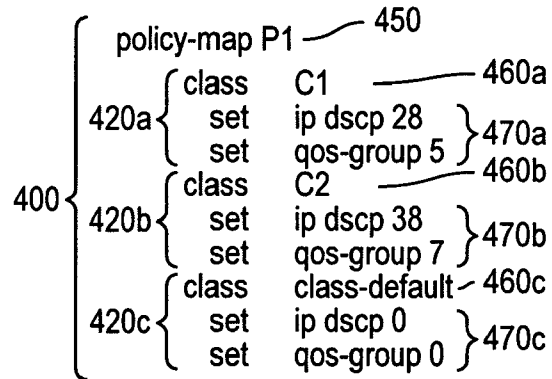 policy-map P1 450
class C1 460a
420a set ip dscp 28 470a
set qos-group 5
class C2 460b
400 420b set ip dscp 38 470b
set qos-group 7
class class-default 460c
420c set ip dscp 0 470c
set qos-group 0